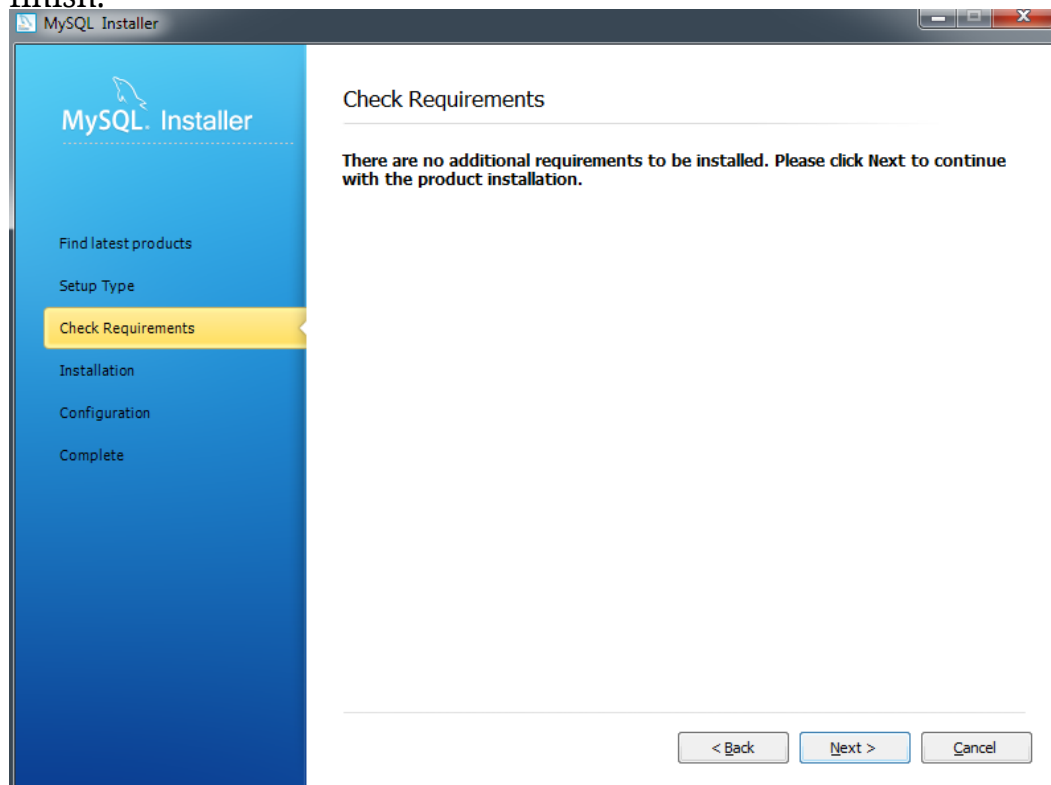 finish.
MySQL Installer
MySQL. Installer
Check Requirements
There are no additional requirements to be installed. Please click Next to continue
with the product installation.
Find latest products
Setup Type
Check Requirements
Installation
Configuration
Complete
< Back
Next >
Cancel